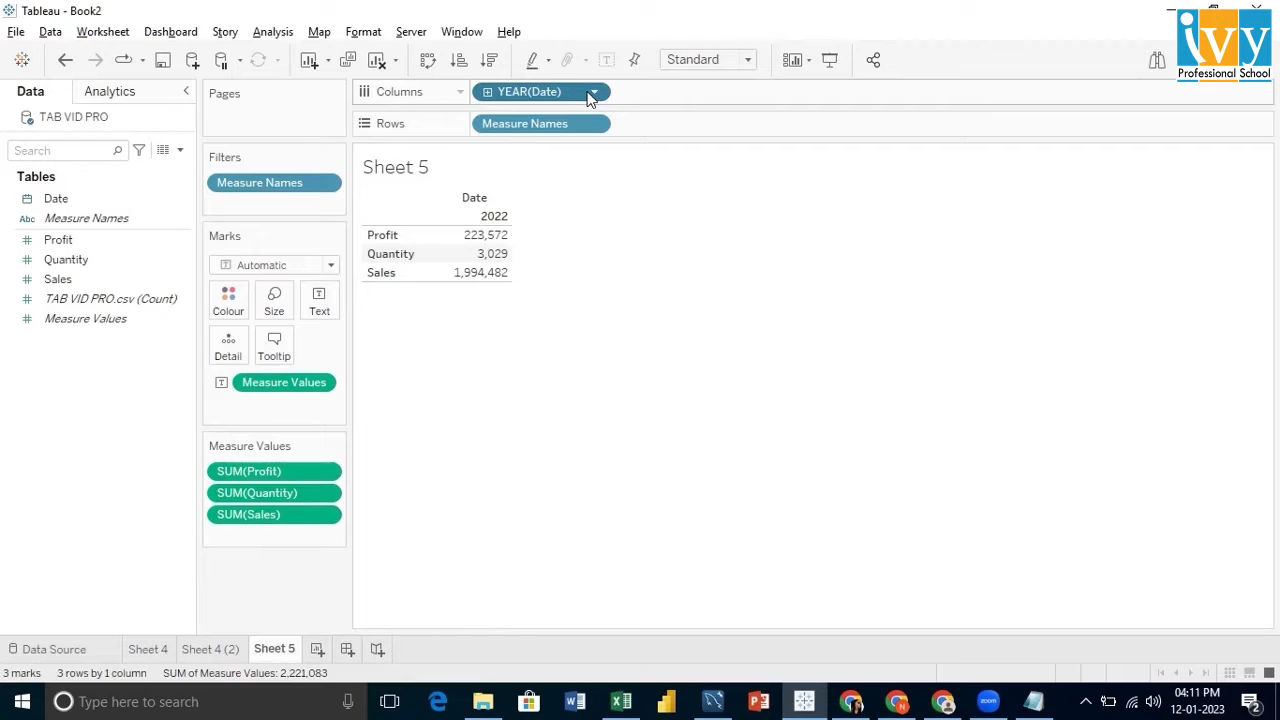 Tableau - Book2
File Data Worksheet Dashboard Story Analysis Map Format Server Window Help
Standard
ivy
Professional School
Data Analytics
TAB VID PRO
Search
Tables
Date
Abc Measure Names
Profit
Quantity
Sales
TAB VID PRO.csv (Count)
Measure Values
Pages
Filters
Measure Names
Marks
T Automatic
Colour Size Text
Detail Tooltip
T Measure Values
Measure Values
SUM(Profit)
SUM(Quantity)
SUM(Sales)
Columns YEAR(Date)
Rows Measure Names
Sheet 5
Date
2022
Profit 223,572
Quantity 3,029
Sales 1,994,482
Data Source Sheet 4 Sheet 4 (2) Sheet 5
3 marks 3 rows by 1 column SUM of Measure Values: 2,221,083
Type here to search
04:11 PM
12-01-2023
2